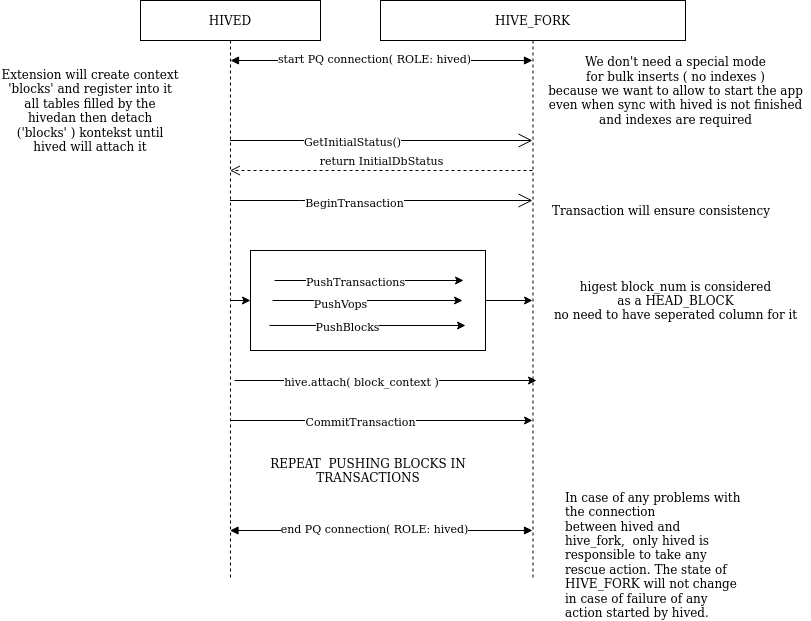 HIVED
HIVE_FORK
start PQ connection( ROLE: hived)
Extension will create context
'blocks' and register into it
all tables filled by the
hivedan then detach
('blocks' ) kontekst until
hived will attach it
We don't need a special mode
for bulk inserts ( no indexes )
because we want to allow to start the app
even when sync with hived is not finished
and indexes are required
GetInitialStatus()
return InitialDbStatus
BeginTransaction
Transaction will ensure consistency
PushTransactions
PushVops
PushBlocks
higest block_num is considered
as a HEAD_BLOCK
no need to have seperated column for it
hive.attach( block_context )
CommitTransaction
REPEAT PUSHING BLOCKS IN
TRANSACTIONS
end PQ connection( ROLE: hived)
In case of any problems with
the connection
between hived and
hive_fork, only hived is
responsible to take any
rescue action. The state of
HIVE_FORK will not change
in case of failure of any
action started by hived.